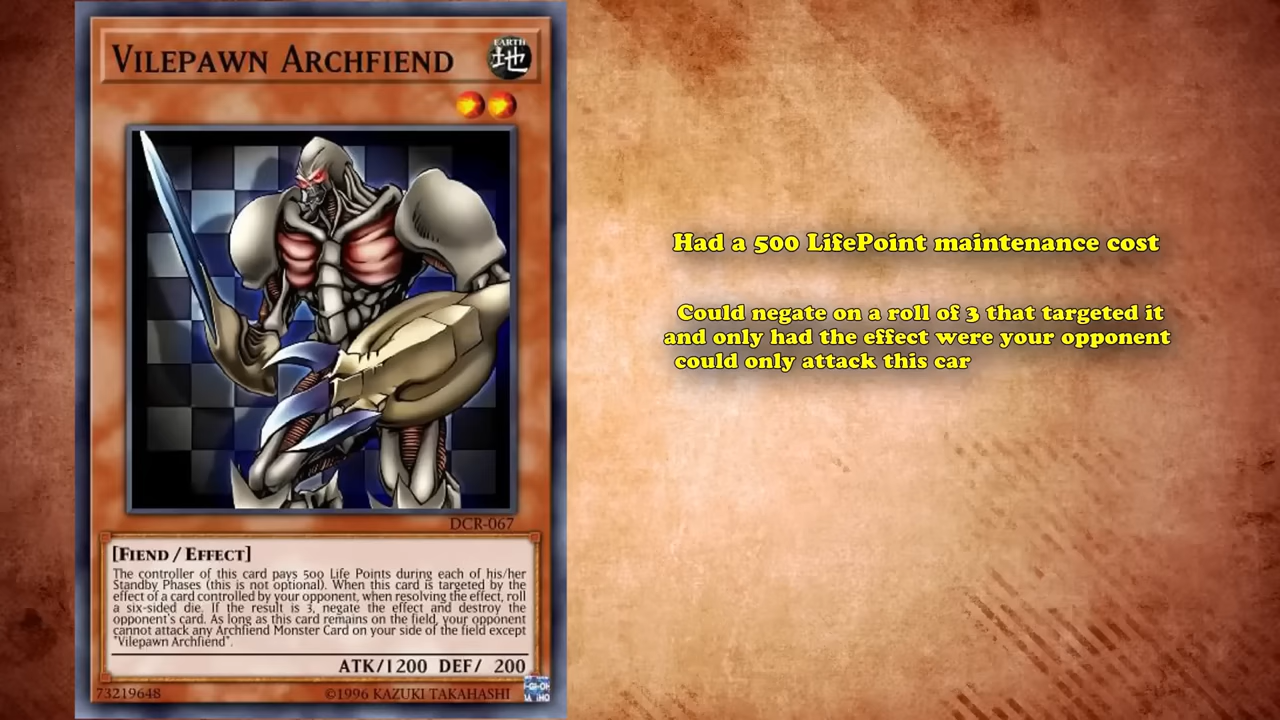 VILEPAWN ARCHFIEND
EARTH
地
DCR-067
[FIEND / EFFECT]
The controller of this card pays 500 Life Points during each of his/her
Standby Phases (this is not optional). When this card is targeted by the
effect of a card controlled by your opponent, when resolving the effect, roll
a six-sided die. If the result is 3, negate the effect and destroy the
opponent's card. As long as this card remains on the field, your opponent
cannot attack any Archfiend Monster Card on your side of the field except
"Vilepawn Archfiend".
ATK/1200 DEF/ 200
73219648
©1996 KAZUKI TAKAHASHI
Had a 500 LifePoint maintenance cost
Could negate on a roll of 3 that targeted it
and only had the effect were your opponent
could only attack this car